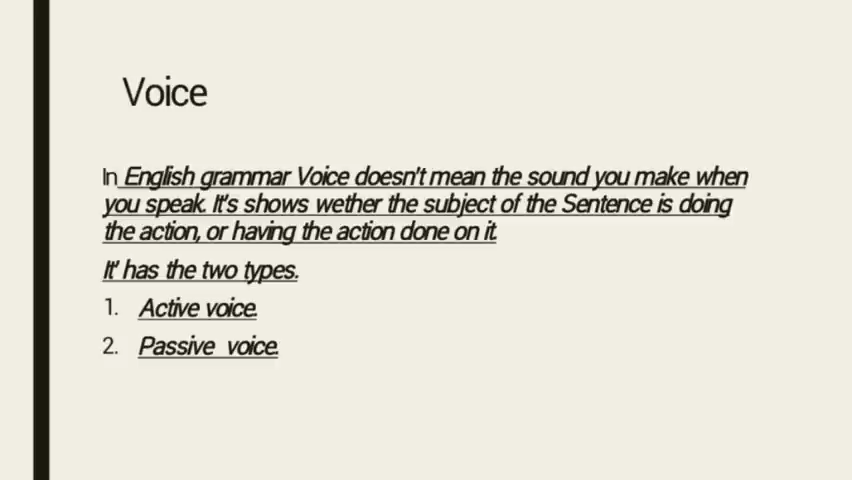 Voice
In English grammar Voice doesn't mean the sound you make when
you speak. It's shows wether the subject of the Sentence is doing
the action, or having the action done on it.
It' has the two types.
1. Active voice.
2. Passive voice.